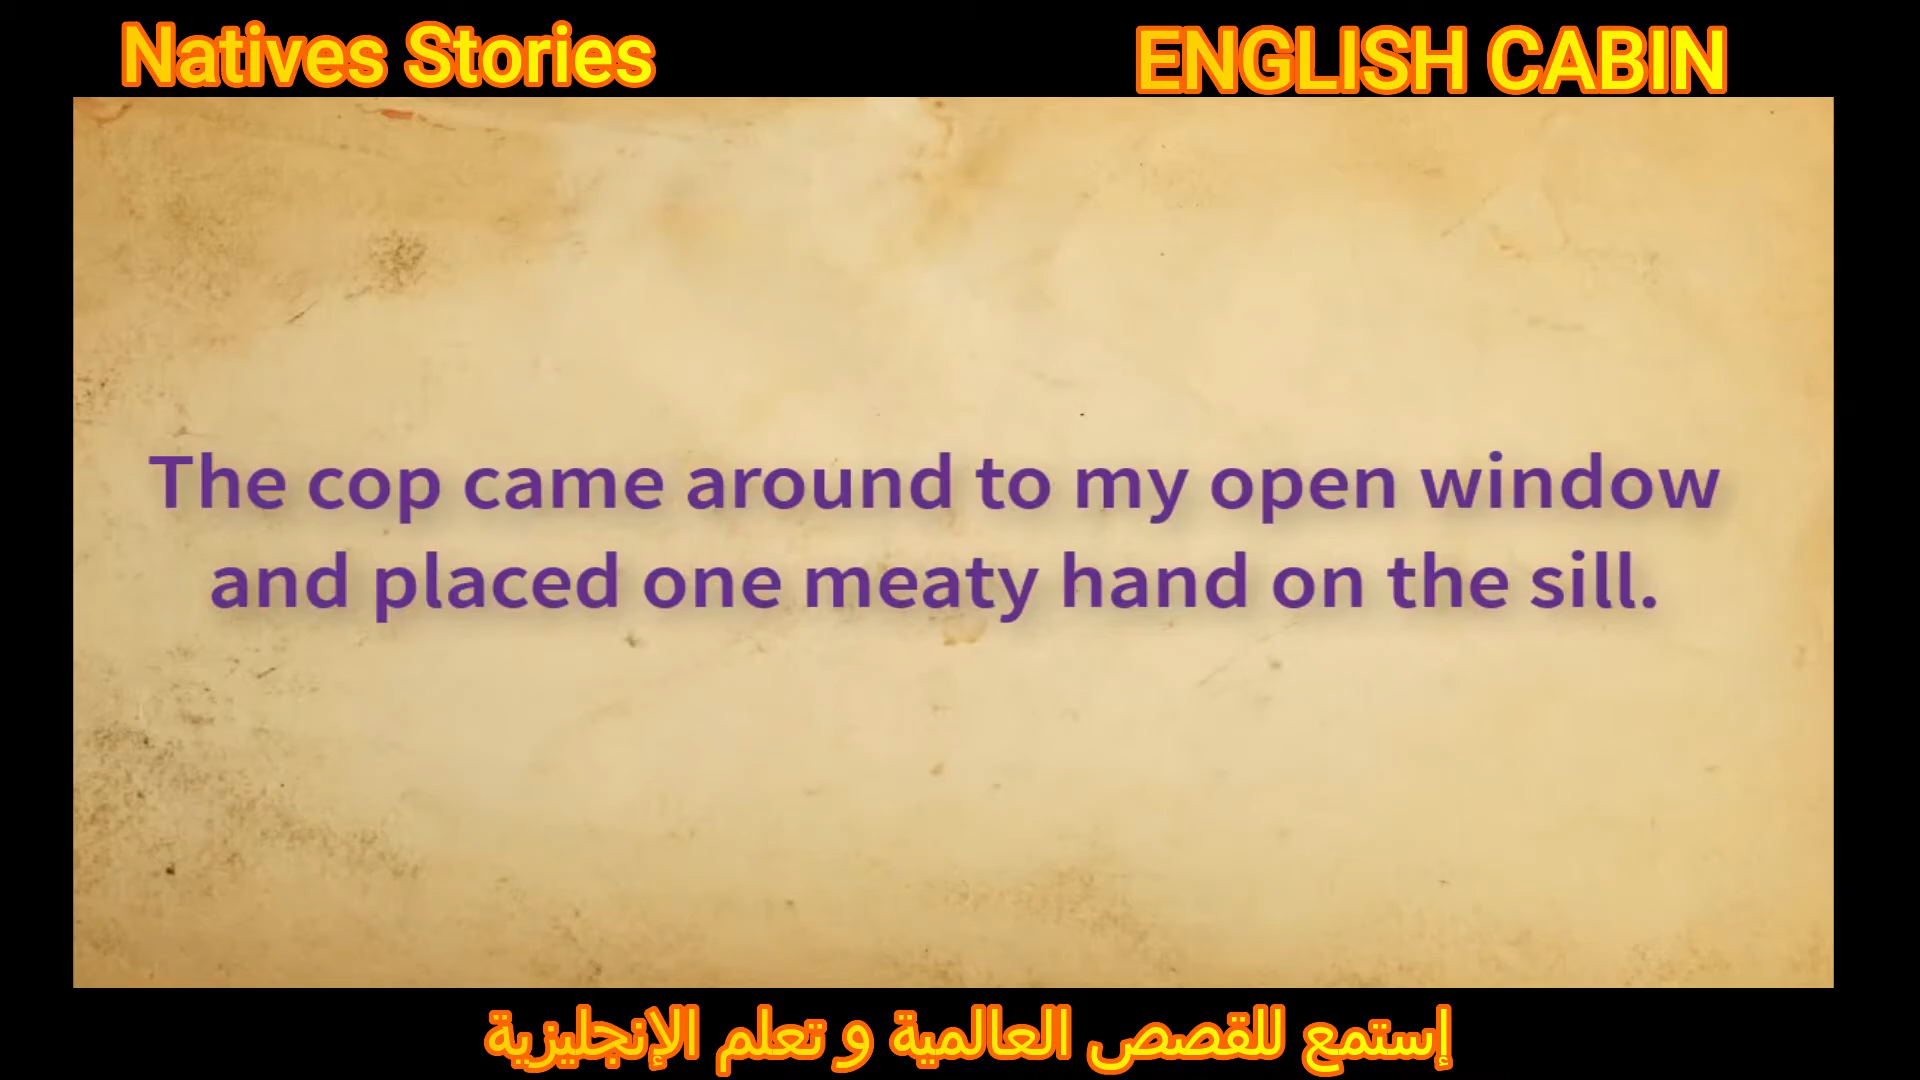 Natives Stories
ENGLISH CABIN
The cop came around to my open window
and placed one meaty hand on the sill.
إستمع للقصص العالمية و تعلم الإنجليزية